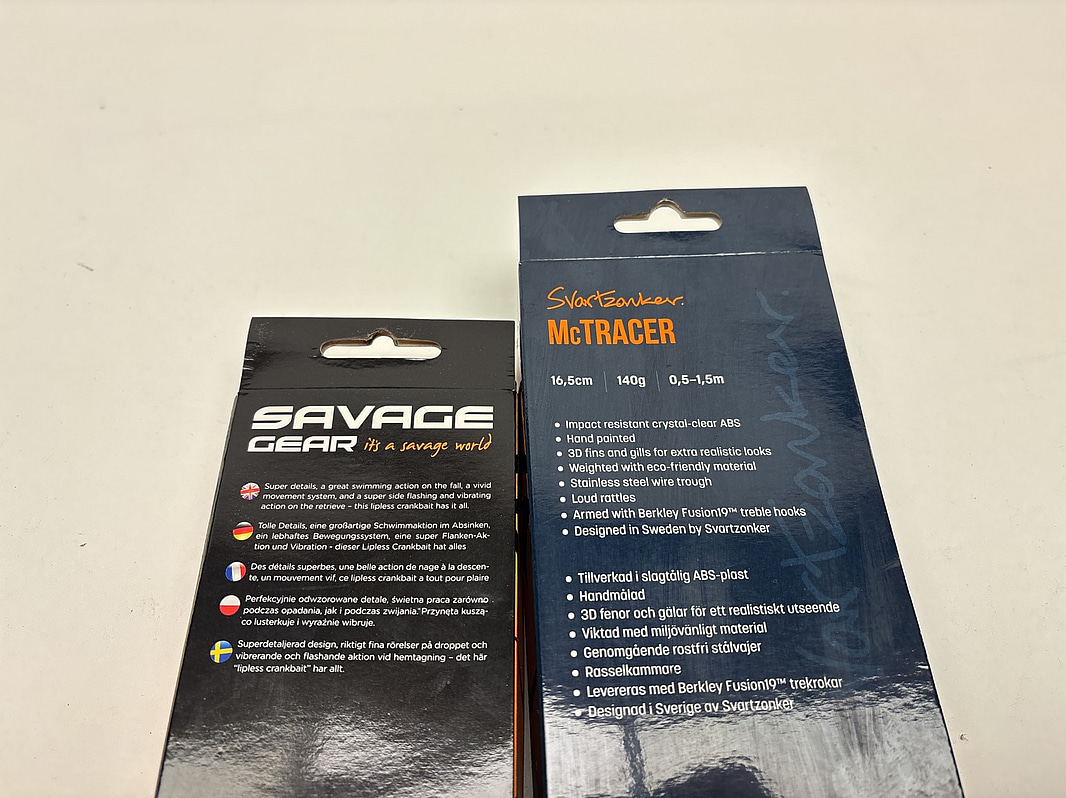 SAVAGE
GEAR it's a savage world
Super details, a great swimming action on the fall, a vivid
movement system, and a super side flashing and vibrating
action on the retrieve – this lipless crankbait has it all.
Tolle Details, eine großartige Schwimmaktion im Absinken,
ein lebhaftes Bewegungssystem, eine super Flanken-Ak-
tion und Vibration - dieser Lipless Crankbait hat alles
Des détails superbes, une belle action de nage à la descen-
te, un mouvement vif, ce lipless crankbait a tout pour plaire
Perfekcyjnie odwzorowane detale, świetna praca zarówno
podczas opadania, jak i podczas zwijania." Przynęta kuszą-
co lusterkuje i wyraźnie wibruje.
Superdetaljerad design, riktigt fina rörelser på droppet och
vibrerande och flashande aktion vid hemtagning – det här
"lipless crankbait" har allt.
Svartzonker.
McTRACER
16,5cm 140g 0,5–1,5m
• Impact resistant crystal-clear ABS
• Hand painted
• 3D fins and gills for extra realistic looks
• Weighted with eco-friendly material
• Stainless steel wire trough
• Loud rattles
• Armed with Berkley Fusion19™ treble hooks
• Designed in Sweden by Svartzonker
• Tillverkad i slagtålig ABS-plast
• Handmålad
• 3D fenor och gälar för ett realistiskt utseende
• Viktad med miljövänligt material
• Genomgående rostfri stålvajer
• Rasselkammare
• Levereras med Berkley Fusion19™ trekrokar
• Designad i Sverige av Svartzonker
Svartzonker.